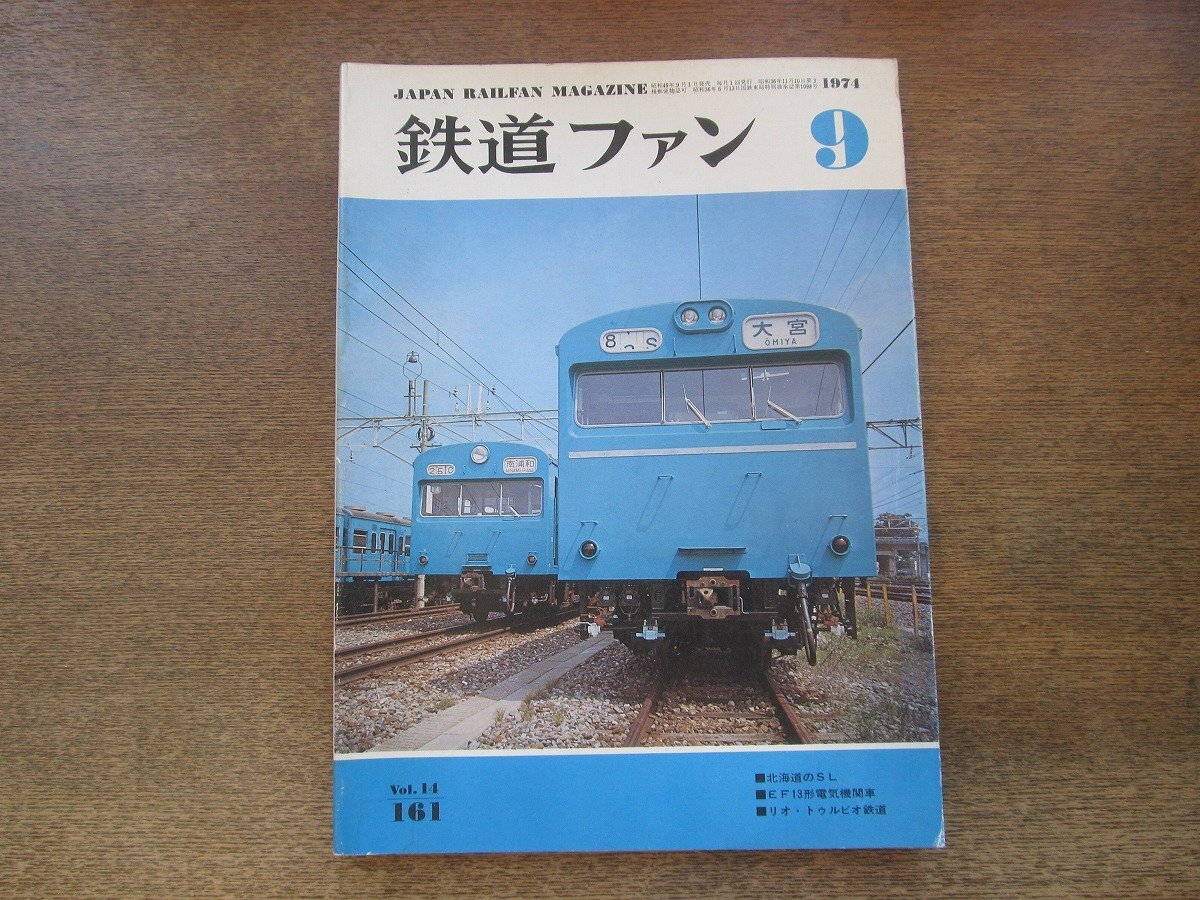 JAPAN RAILFAN MAGAZINE
1974
鉄道ファン
9
大宮
ŌMIYA
南浦和
Vol. 14
161
■北海道のSL
■EF13形電気機関車
■リオ・トゥルビオ鉄道